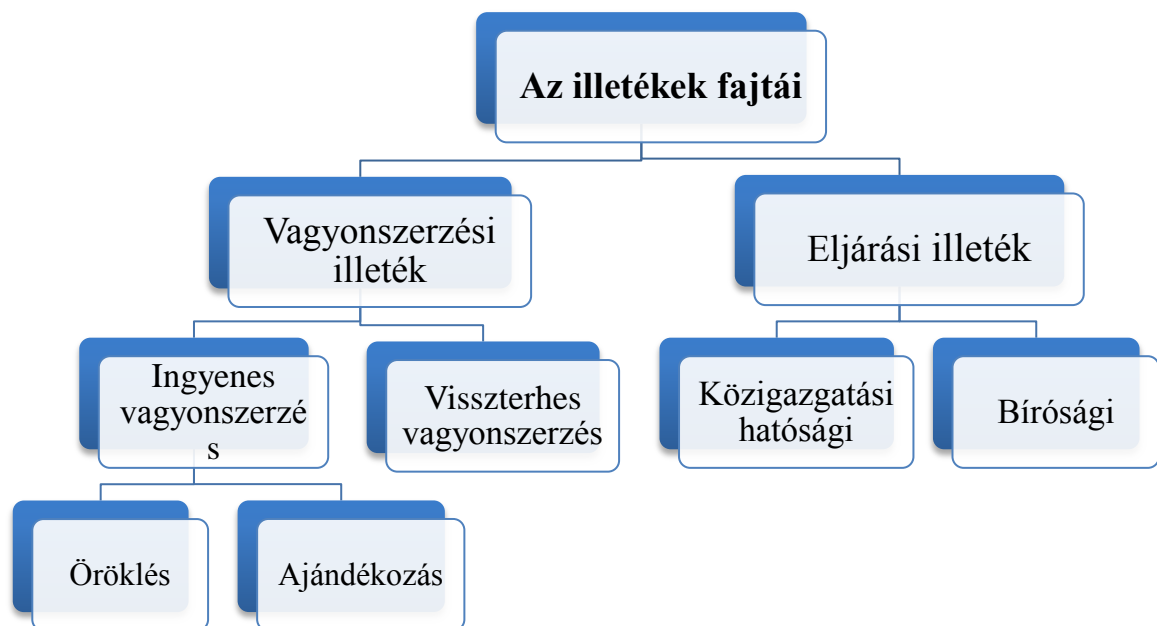 Az illetékek fajtái
Vagyonszerzési
illeték
Eljárási illeték
Ingyenes
vagyonszerzé
s
Visszterhes
vagyonszerzés
Közigazgatási
hatósági
Bírósági
Öröklés
Ajándékozás